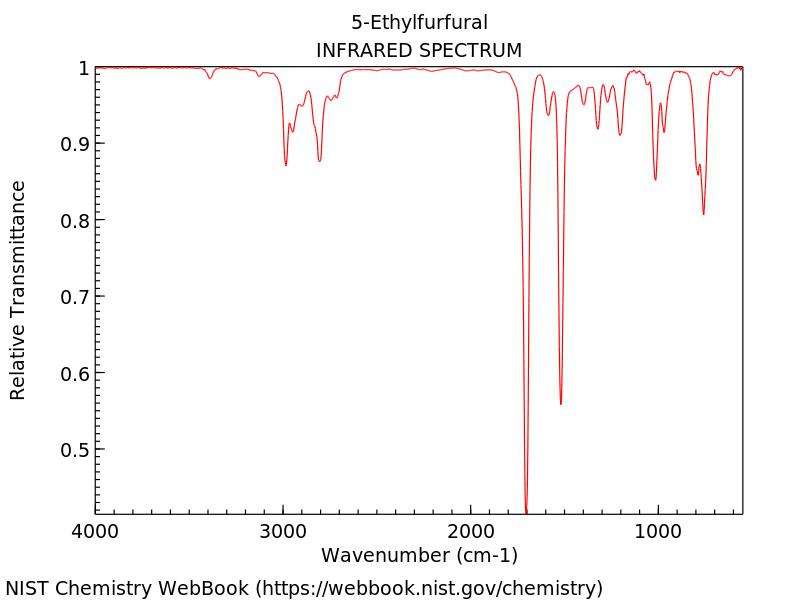 5-Ethylfurfural
INFRARED SPECTRUM
1
0.9
0.8
0.7
0.6
0.5
Relative Transmittance
4000 3000 2000 1000
Wavenumber (cm-1)
NIST Chemistry WebBook (https://webbook.nist.gov/chemistry)